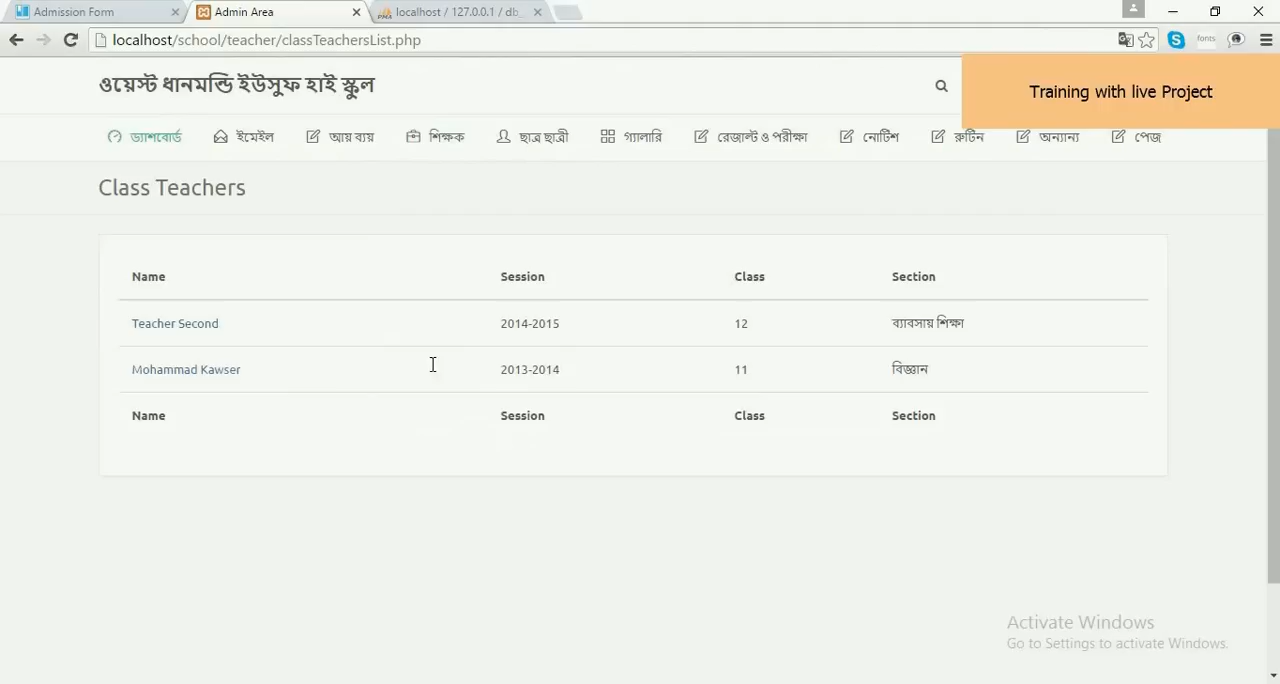 Admission Form
Admin Area
localhost / 127.0.0.1 / db_
localhost/school/teacher/classTeachersList.php
fonts
ওয়েস্ট ধানমন্ডি ইউসুফ হাই স্কুল
Training with live Project
ড্যাশবোর্ড ইমেইল আয় ব্যয় শিক্ষক ছাত্র ছাত্রী গ্যালারি রেজাল্ট ও পরীক্ষা নোটিশ রুটিন অন্যান্য পেজ
Class Teachers
Name Session Class Section
Teacher Second 2014-2015 12 ব্যাবসায় শিক্ষা
Mohammad Kawser 2013-2014 11 বিজ্ঞান
Name Session Class Section
Activate Windows
Go to Settings to activate Windows.